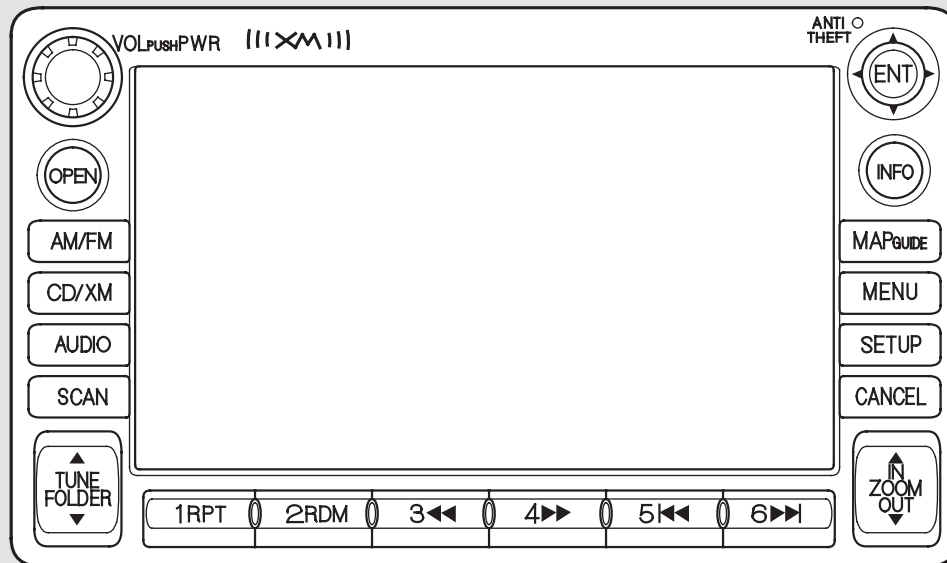 VOL PUSH PWR
XM
ANTI
THEFT
ENT
OPEN
INFO
AM/FM
MAP GUIDE
CD/XM
MENU
AUDIO
SETUP
SCAN
CANCEL
TUNE
FOLDER
IN
ZOOM
OUT
1RPT
2RDM
3◀◀
4▶▶
5|◀◀
6▶▶|